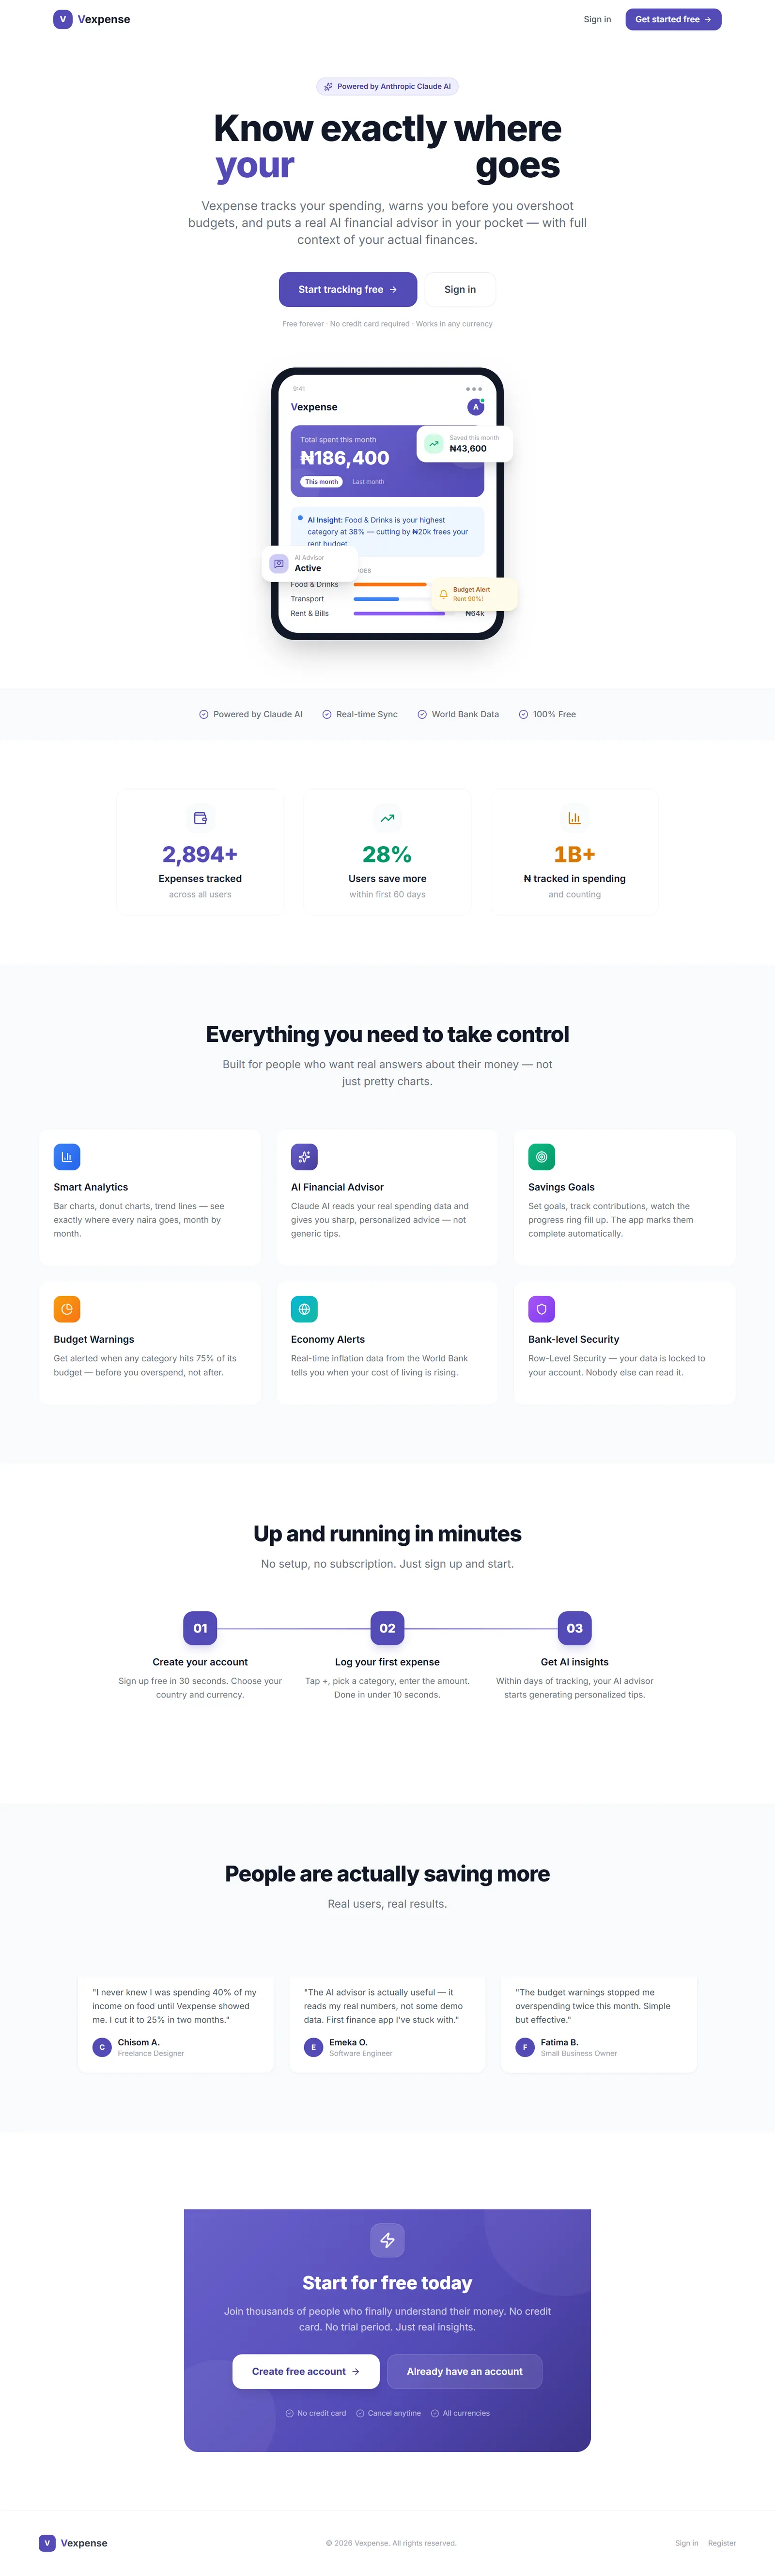 V
Vexpense
Sign in
Get started free
Powered by Anthropic Claude AI
Know exactly where
your goes
Vexpense tracks your spending, warns you before you overshoot
budgets, and puts a real AI financial advisor in your pocket — with full
context of your actual finances.
Start tracking free
Sign in
Free forever · No credit card required · Works in any currency
9:41
Vexpense
A
Total spent this month
₦186,400
This month
Last month
Saved this month
₦43,600
AI Insight: Food & Drinks is your highest
category at 38% — cutting by ₦20k frees your
rent budget
AI Advisor
Active
Food & Drinks
Transport
Rent & Bills
₦64k
Budget Alert
Rent 90%!
Powered by Claude AI
Real-time Sync
World Bank Data
100% Free
2,894+
Expenses tracked
across all users
28%
Users save more
within first 60 days
1B+
₦ tracked in spending
and counting
Everything you need to take control
Built for people who want real answers about their money — not
just pretty charts.
Smart Analytics
Bar charts, donut charts, trend lines — see
exactly where every naira goes, month by
month.
AI Financial Advisor
Claude AI reads your real spending data and
gives you sharp, personalized advice — not
generic tips.
Savings Goals
Set goals, track contributions, watch the
progress ring fill up. The app marks them
complete automatically.
Budget Warnings
Get alerted when any category hits 75% of its
budget — before you overspend, not after.
Economy Alerts
Real-time inflation data from the World Bank
tells you when your cost of living is rising.
Bank-level Security
Row-Level Security — your data is locked to
your account. Nobody else can read it.
Up and running in minutes
No setup, no subscription. Just sign up and start.
01
Create your account
Sign up free in 30 seconds. Choose your
country and currency.
02
Log your first expense
Tap +, pick a category, enter the amount.
Done in under 10 seconds.
03
Get AI insights
Within days of tracking, your AI advisor
starts generating personalized tips.
People are actually saving more
Real users, real results.
"I never knew I was spending 40% of my
income on food until Vexpense showed
me. I cut it to 25% in two months."
C
Chisom A.
Freelance Designer
"The AI advisor is actually useful — it
reads my real numbers, not some demo
data. First finance app I've stuck with."
E
Emeka O.
Software Engineer
"The budget warnings stopped me
overspending twice this month. Simple
but effective."
F
Fatima B.
Small Business Owner
Start for free today
Join thousands of people who finally understand their money. No credit
card. No trial period. Just real insights.
Create free account
Already have an account
No credit card
Cancel anytime
All currencies
V
Vexpense
© 2026 Vexpense. All rights reserved.
Sign in
Register